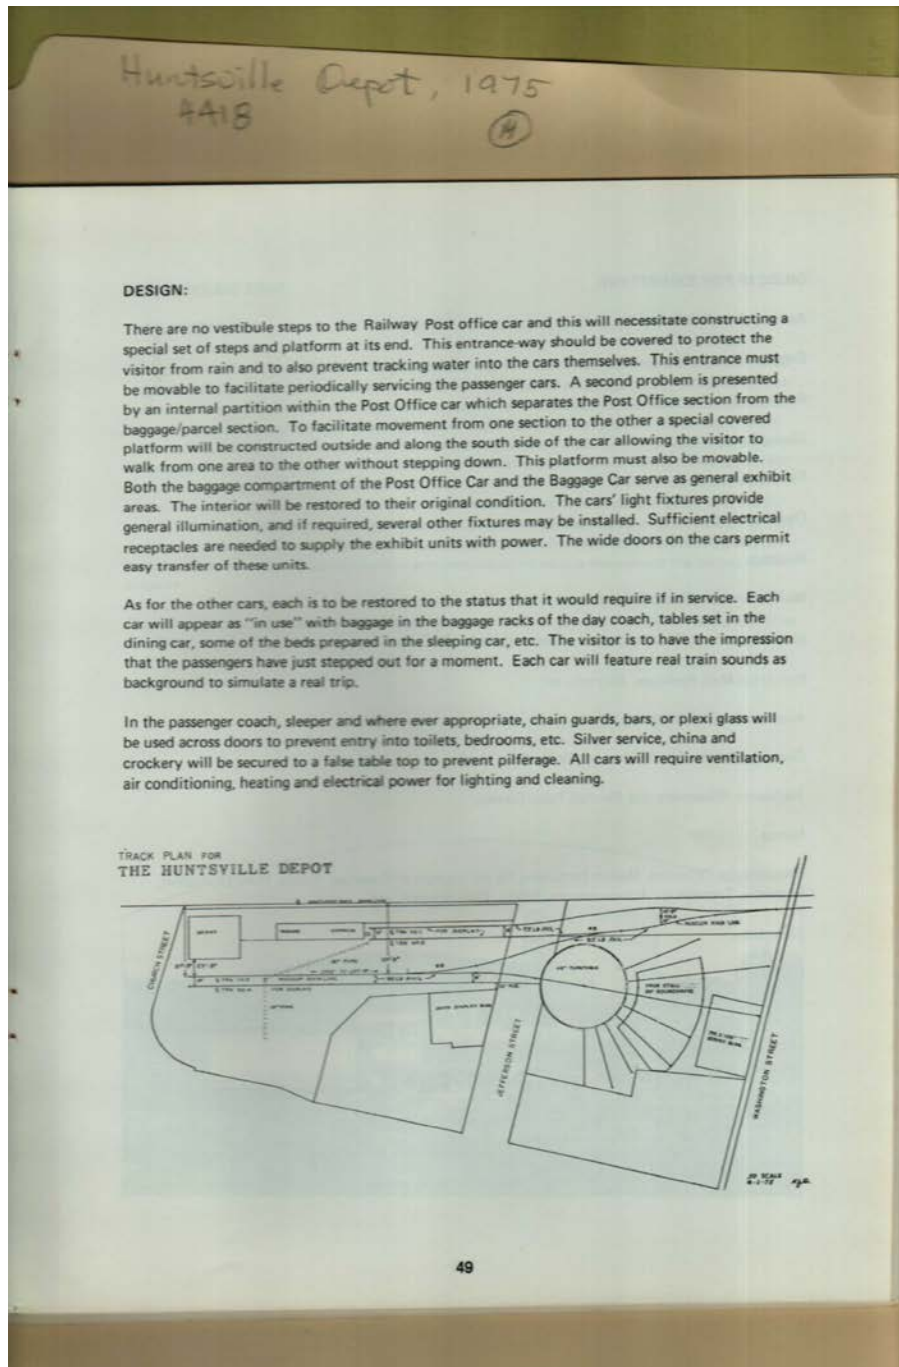 Huntsville Depot, 1975
4418
H
DESIGN:
There are no vestibule steps to the Railway Post office car and this will necessitate constructing a
special set of steps and platform at its end. This entrance-way should be covered to protect the
visitor from rain and to also prevent tracking water into the cars themselves. This entrance must
be movable to facilitate periodically servicing the passenger cars. A second problem is presented
by an internal partition within the Post Office car which separates the Post Office section from the
baggage/parcel section. To facilitate movement from one section to the other a special covered
platform will be constructed outside and along the south side of the car allowing the visitor to
walk from one area to the other without stepping down. This platform must also be movable.
Both the baggage compartment of the Post Office Car and the Baggage Car serve as general exhibit
areas. The interior will be restored to their original condition. The cars' light fixtures provide
general illumination, and if required, several other fixtures may be installed. Sufficient electrical
receptacles are needed to supply the exhibit units with power. The wide doors on the cars permit
easy transfer of these units.
As for the other cars, each is to be restored to the status that it would require if in service. Each
car will appear as "in use" with baggage in the baggage racks of the day coach, tables set in the
dining car, some of the beds prepared in the sleeping car, etc. The visitor is to have the impression
that the passengers have just stepped out for a moment. Each car will feature real train sounds as
background to simulate a real trip.
In the passenger coach, sleeper and where ever appropriate, chain guards, bars, or plexi glass will
be used across doors to prevent entry into toilets, bedrooms, etc. Silver service, china and
crockery will be secured to a false table top to prevent pilferage. All cars will require ventilation,
air conditioning, heating and electrical power for lighting and cleaning.
TRACK PLAN FOR
THE HUNTSVILLE DEPOT
CHURCH STREET
JEFFERSON STREET
WASHINGTON STREET
TURNTABLE
NO SCALE
49